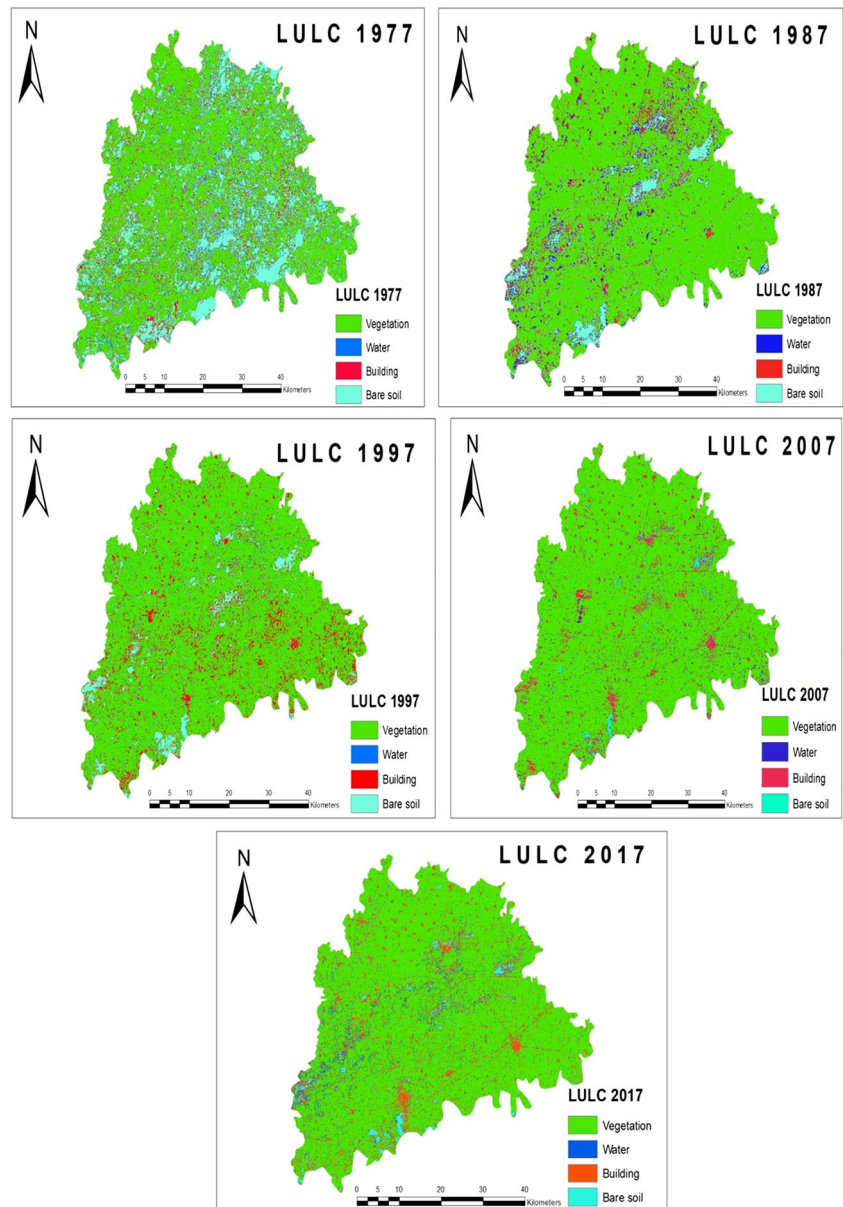 LULC 1977
N
LULC 1977
Vegetation
Water
Building
Bare soil
0 5 10 20 30 40
Kilometers
LULC 1987
N
LULC 1987
Vegetation
Water
Building
Bare soil
0 5 10 20 30 40
Kilometers
LULC 1997
N
LULC 1997
Vegetation
Water
Building
Bare soil
0 5 10 20 30 40
Kilometers
LULC 2007
N
LULC 2007
Vegetation
Water
Building
Bare soil
0 5 10 20 30 40
Kilometers
LULC 2017
N
LULC 2017
Vegetation
Water
Building
Bare soil
0 5 10 20 30 40
Kilometers